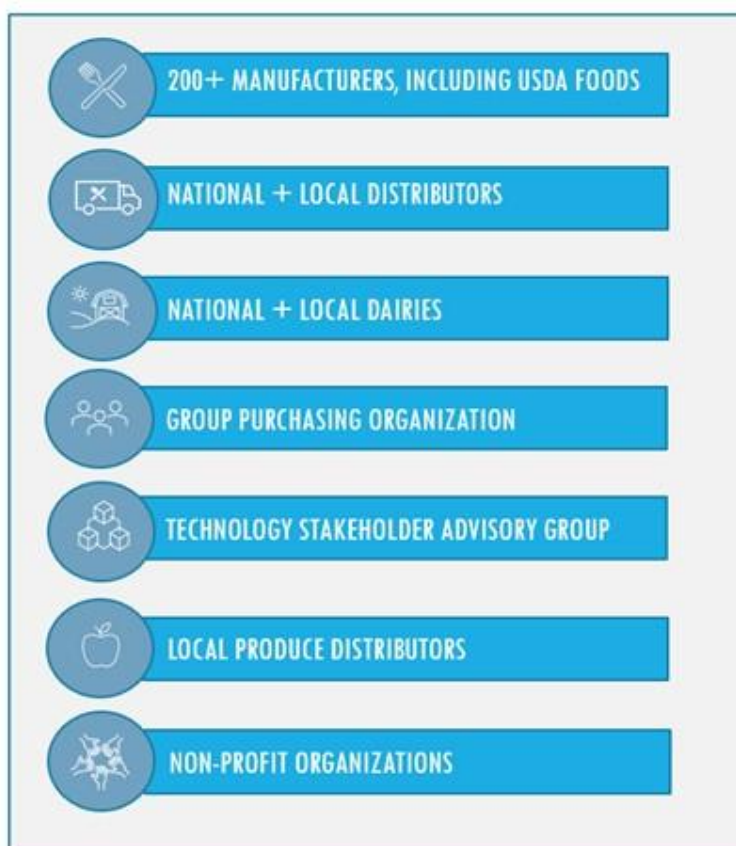 200+ MANUFACTURERS, INCLUDING USDA FOODS
NATIONAL + LOCAL DISTRIBUTORS
NATIONAL + LOCAL DAIRIES
GROUP PURCHASING ORGANIZATION
TECHNOLOGY STAKEHOLDER ADVISORY GROUP
LOCAL PRODUCE DISTRIBUTORS
NON-PROFIT ORGANIZATIONS